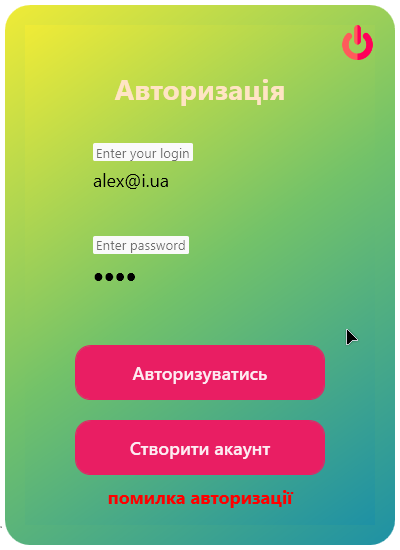 Авторизація
Enter your login
alex@i.ua
Enter password
●●●●
Авторизуватись
Створити акаунт
помилка авторизації